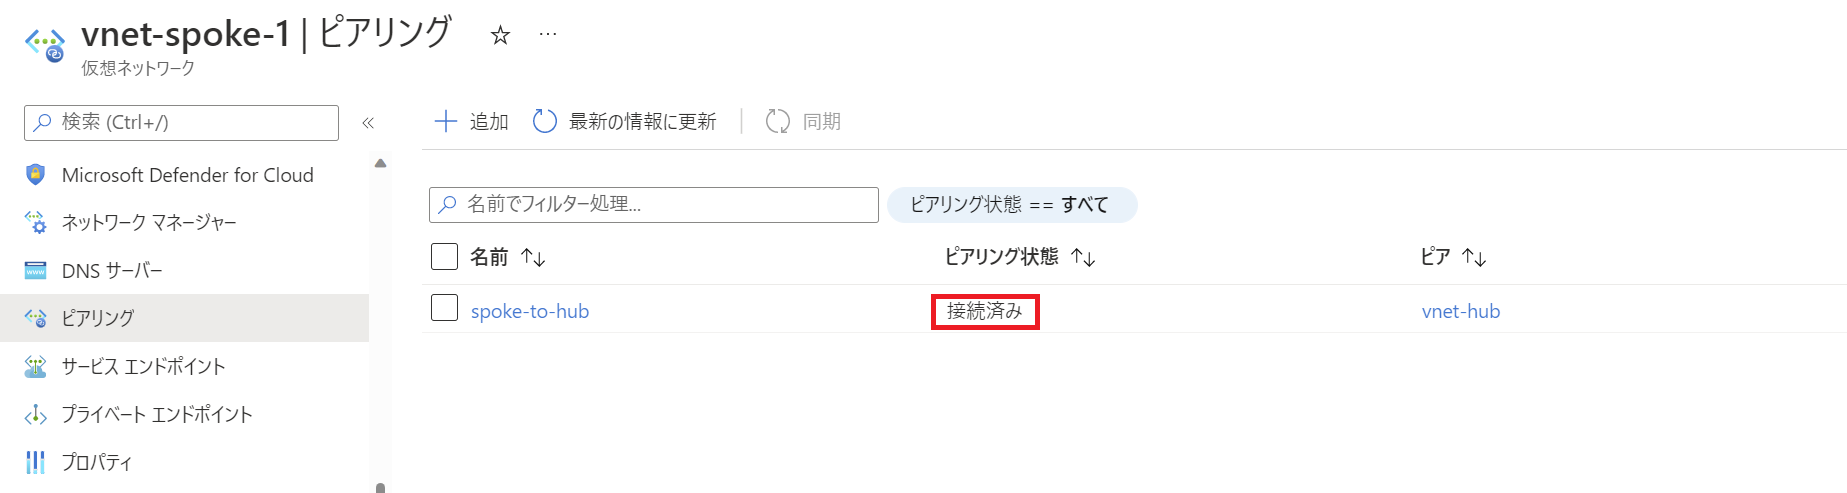 vnet-spoke-1 | ピアリング
仮想ネットワーク
検索 (Ctrl+/)
追加
最新の情報に更新
同期
Microsoft Defender for Cloud
ネットワーク マネージャー
DNS サーバー
ピアリング
サービス エンドポイント
プライベート エンドポイント
プロパティ
名前でフィルター処理...
ピアリング状態 == すべて
名前 ピアリング状態 ピア
spoke-to-hub 接続済み vnet-hub